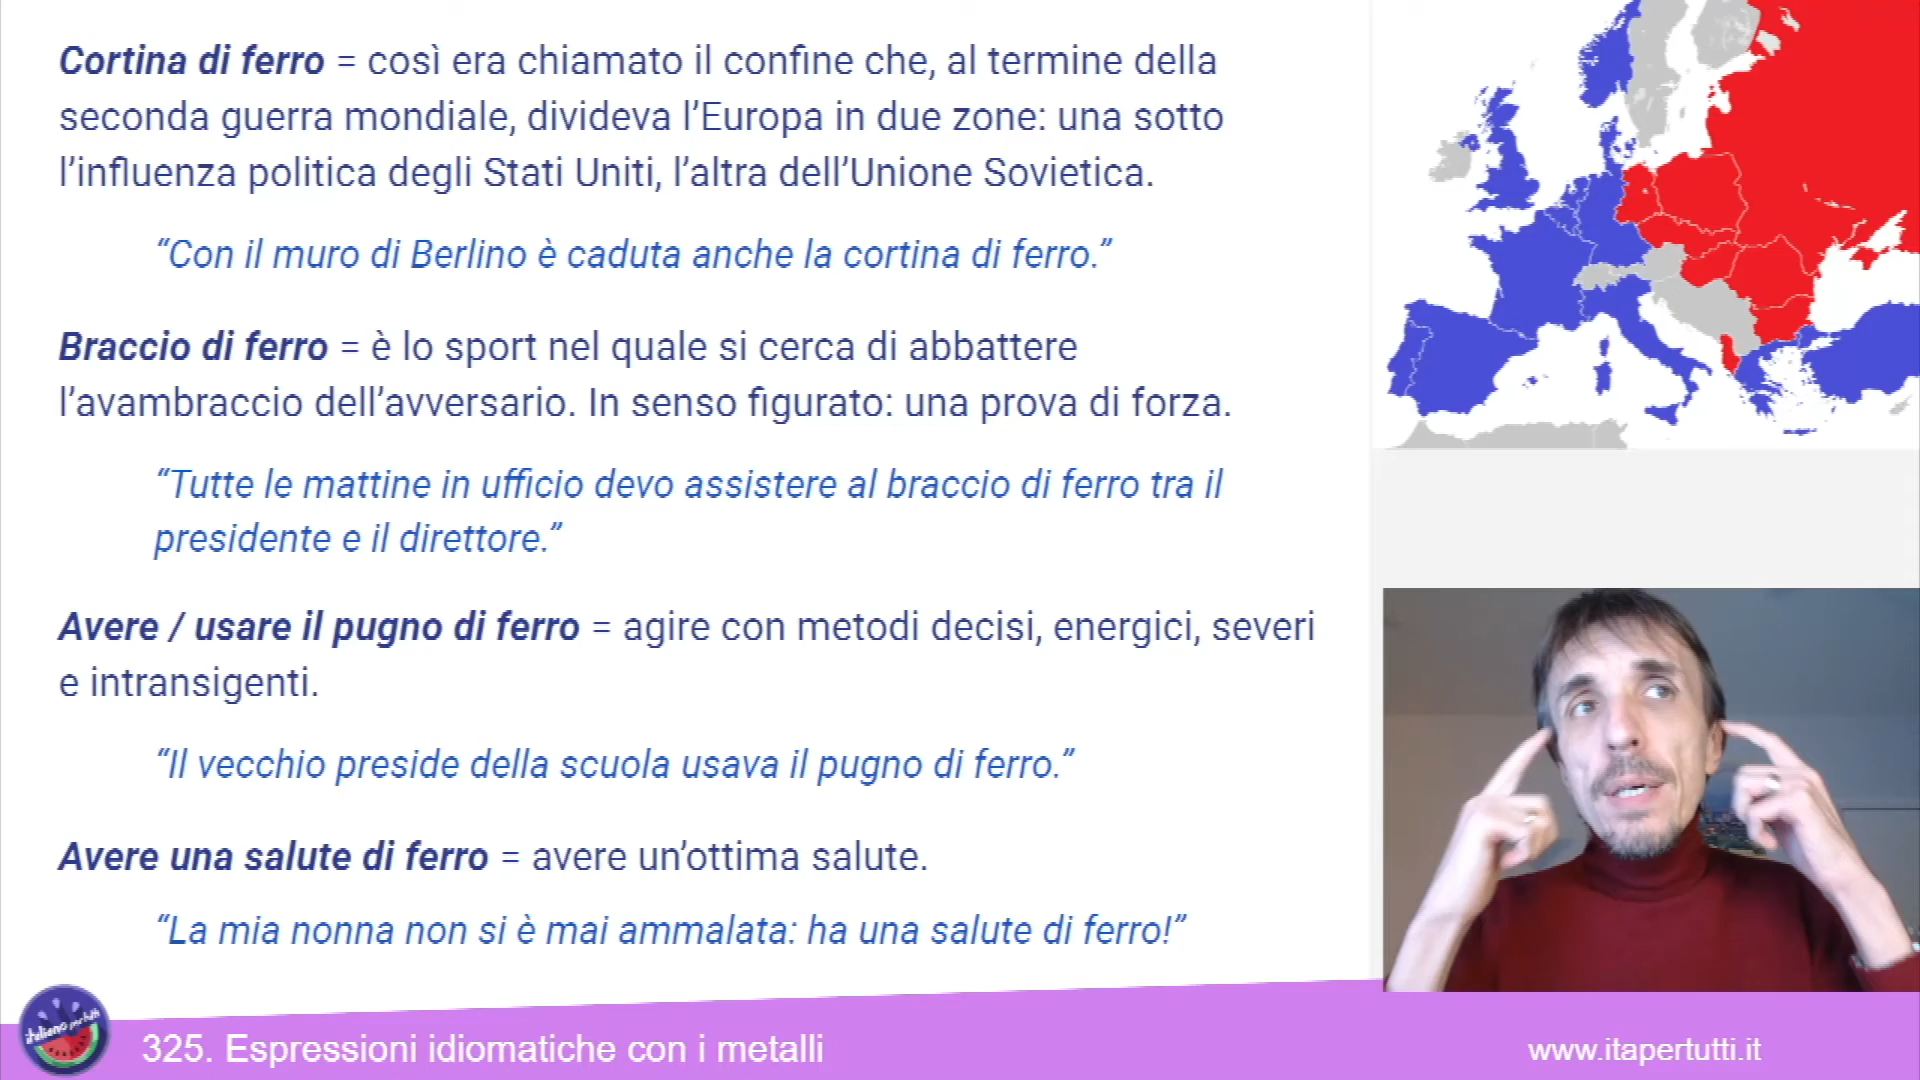 Cortina di ferro = così era chiamato il confine che, al termine della
seconda guerra mondiale, divideva l’Europa in due zone: una sotto
l’influenza politica degli Stati Uniti, l’altra dell’Unione Sovietica.
“Con il muro di Berlino è caduta anche la cortina di ferro.”
Braccio di ferro = è lo sport nel quale si cerca di abbattere
l’avambraccio dell’avversario. In senso figurato: una prova di forza.
“Tutte le mattine in ufficio devo assistere al braccio di ferro tra il
presidente e il direttore.”
Avere / usare il pugno di ferro = agire con metodi decisi, energici, severi
e intransigenti.
“Il vecchio preside della scuola usava il pugno di ferro.”
Avere una salute di ferro = avere un’ottima salute.
“La mia nonna non si è mai ammalata: ha una salute di ferro!”
italiano per tutti
325. Espressioni idiomatiche con i metalli
www.itapertutti.it